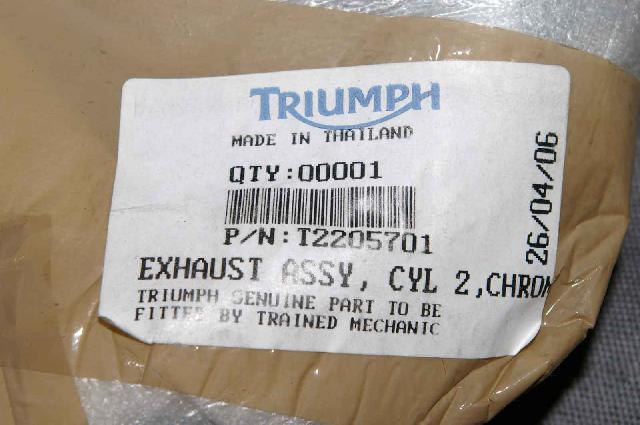 TRIUMPH
MADE IN THAILAND
QTY:00001
P/N:T2205701
EXHAUST ASSY, CYL 2,CHROM
TRIUMPH GENUINE PART TO BE
FITTED BY TRAINED MECHANIC
26/04/06